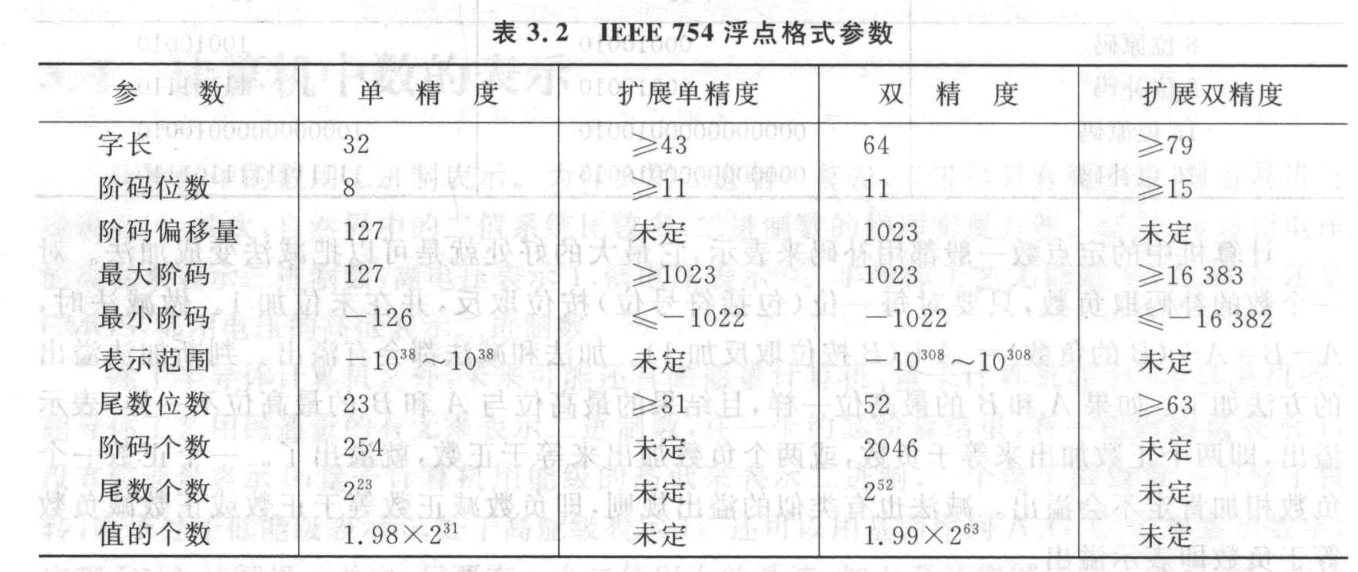 表 3.2 IEEE 754 浮点格式参数
参 数 单 精 度 扩展单精度 双 精 度 扩展双精度
字长 32 ≥43 64 ≥79
阶码位数 8 ≥11 11 ≥15
阶码偏移量 127 未定 1023 未定
最大阶码 127 ≥1023 1023 ≥16 383
最小阶码 −126 ≤−1022 −1022 ≤−16 382
表示范围 −10³⁸～10³⁸ 未定 −10³⁰⁸～10³⁰⁸ 未定
尾数位数 23 ≥31 52 ≥63
阶码个数 254 未定 2046 未定
尾数个数 2²³ 未定 2⁵² 未定
值的个数 1.98×2³¹ 未定 1.99×2⁶³ 未定